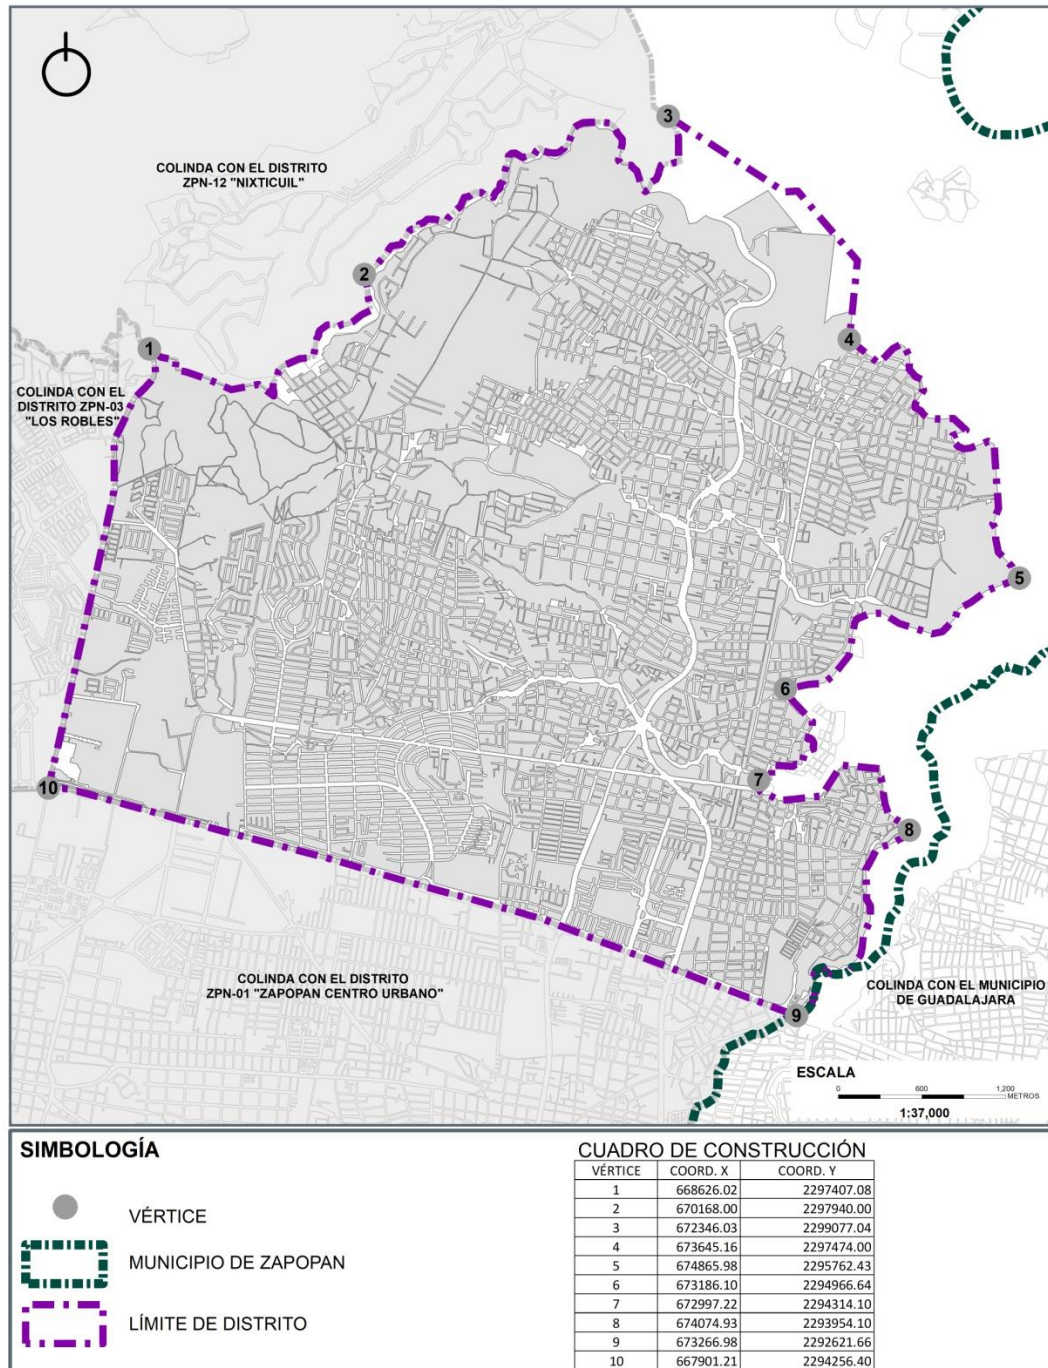 3
COLINDA CON EL DISTRITO
ZPN-12 "NIXTICUIL"
2
1
4
COLINDA CON EL
DISTRITO ZPN-03
"LOS ROBLES"
5
6
7
10
8
COLINDA CON EL DISTRITO
ZPN-01 "ZAPOPAN CENTRO URBANO"
COLINDA CON EL MUNICIPIO
DE GUADALAJARA
9
ESCALA
0 600 1,200
METROS
1:37,000
SIMBOLOGÍA
VÉRTICE
MUNICIPIO DE ZAPOPAN
LÍMITE DE DISTRITO
CUADRO DE CONSTRUCCIÓN
VÉRTICE COORD. X COORD. Y
1 668626.02 2297407.08
2 670168.00 2297940.00
3 672346.03 2299077.04
4 673645.16 2297474.00
5 674865.98 2295762.43
6 673186.10 2294966.64
7 672997.22 2294314.10
8 674074.93 2293954.10
9 673266.98 2292621.66
10 667901.21 2294256.40